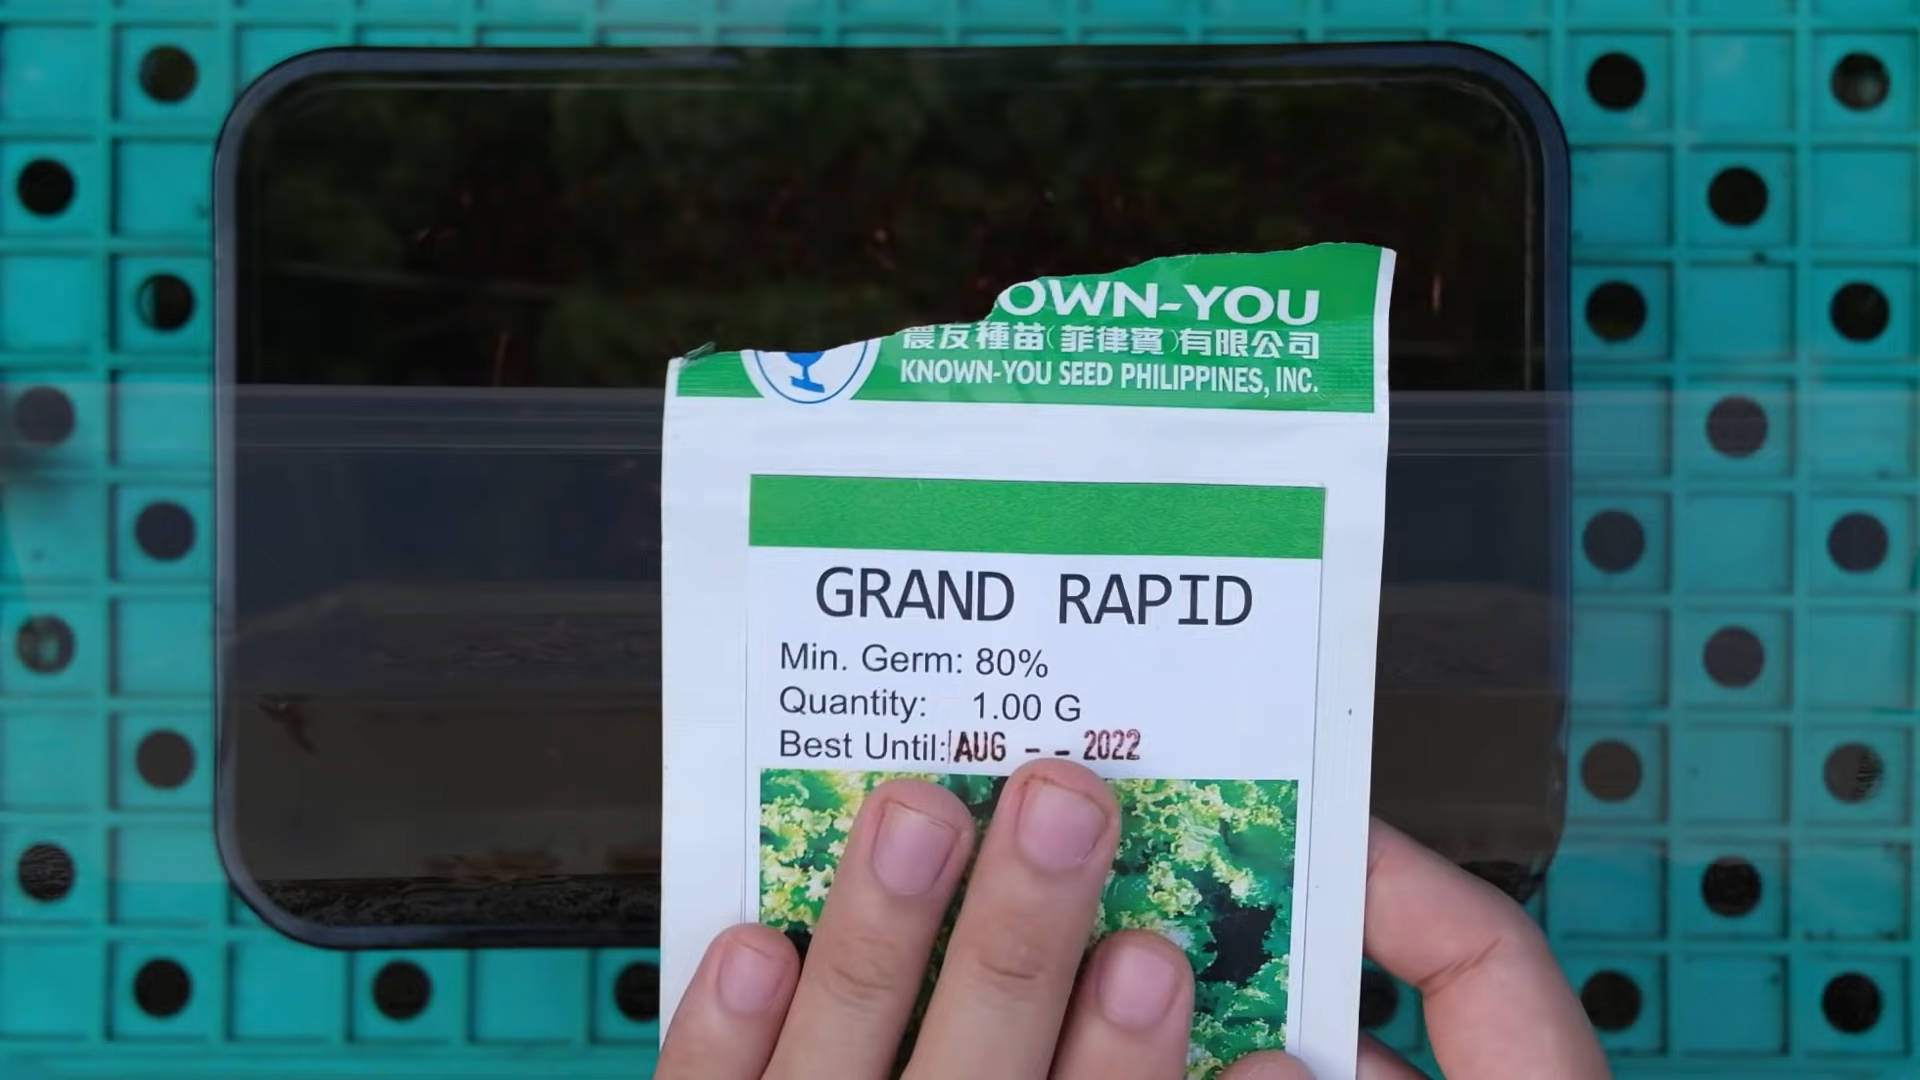 OWN-YOU
農友種苗(菲律賓)有限公司
KNOWN-YOU SEED PHILIPPINES, INC.
GRAND RAPID
Min. Germ: 80%
Quantity: 1.00 G
Best Until: AUG - - 2022